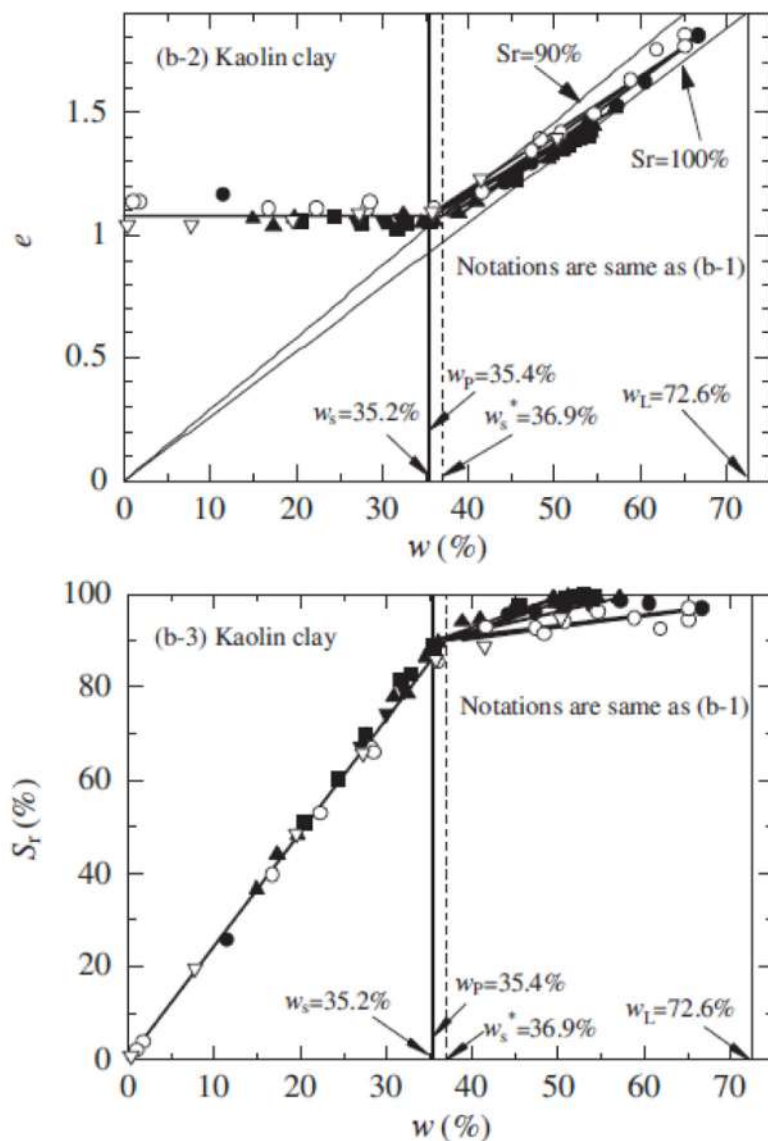 (b-2) Kaolin clay
Sr=90%
1.5
Sr=100%
e
1
Notations are same as (b-1)
0.5
wP=35.4%
wL=72.6%
ws=35.2%
ws*=36.9%
0
0 10 20 30 40 50 60 70
w (%)
100
(b-3) Kaolin clay
80
Notations are same as (b-1)
60
Sr (%)
40
20
wP=35.4%
ws=35.2%
wL=72.6%
ws*=36.9%
0
0 10 20 30 40 50 60 70
w (%)